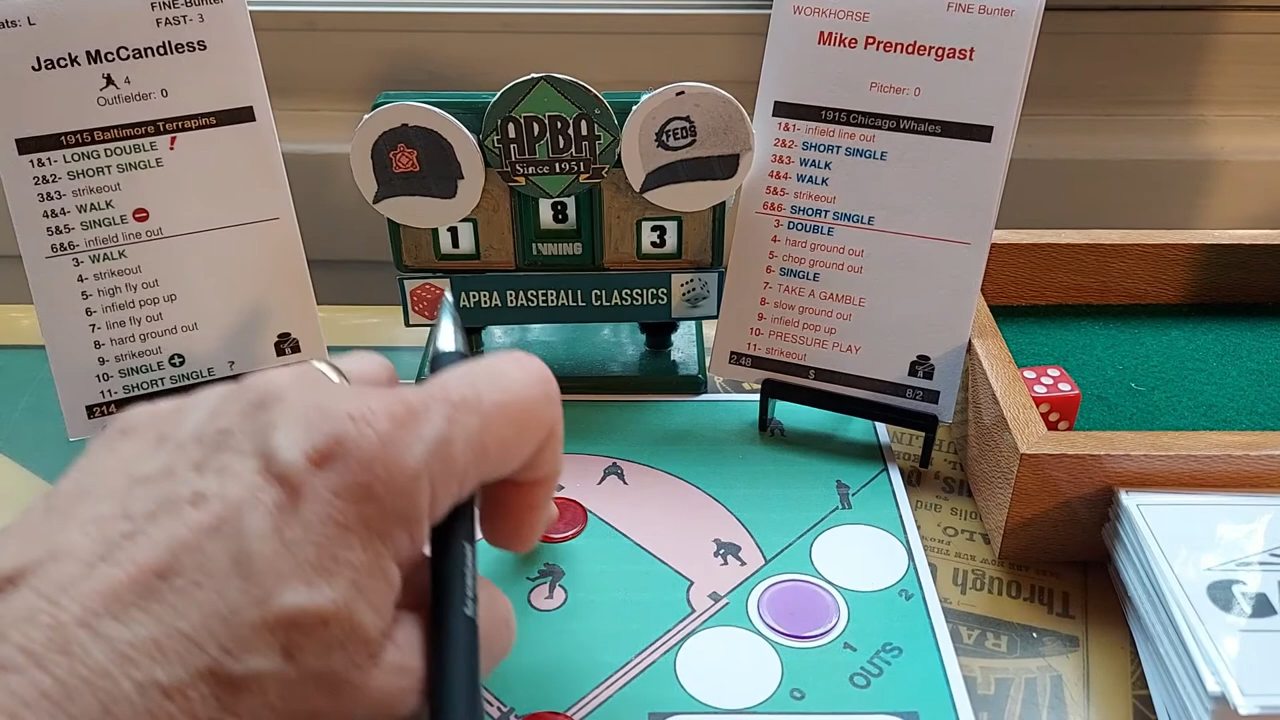 ats: L
FINE-Bunter
FAST- 3
Jack McCandless
4
Outfielder: 0
1915 Baltimore Terrapins
1&1- LONG DOUBLE !
2&2- SHORT SINGLE
3&3- strikeout
4&4- WALK
5&5- SINGLE
6&6- infield line out
3- WALK
4- strikeout
5- high fly out
6- infield pop up
7- line fly out
8- hard ground out
9- strikeout
10- SINGLE
11- SHORT SINGLE ?
.214
B
APBA
Since 1951
FEDS
1
8
3
INNING
APBA BASEBALL CLASSICS
WORKHORSE
FINE Bunter
Mike Prendergast
Pitcher: 0
1915 Chicago Whales
1&1- infield line out
2&2- SHORT SINGLE
3&3- WALK
4&4- WALK
5&5- strikeout
6&6- SHORT SINGLE
3- DOUBLE
4- hard ground out
5- chop ground out
6- SINGLE
7- TAKE A GAMBLE
8- slow ground out
9- infield pop up
10- PRESSURE PLAY
11- strikeout
A
2.48
S
8/2
0
1
2
OUTS
Through